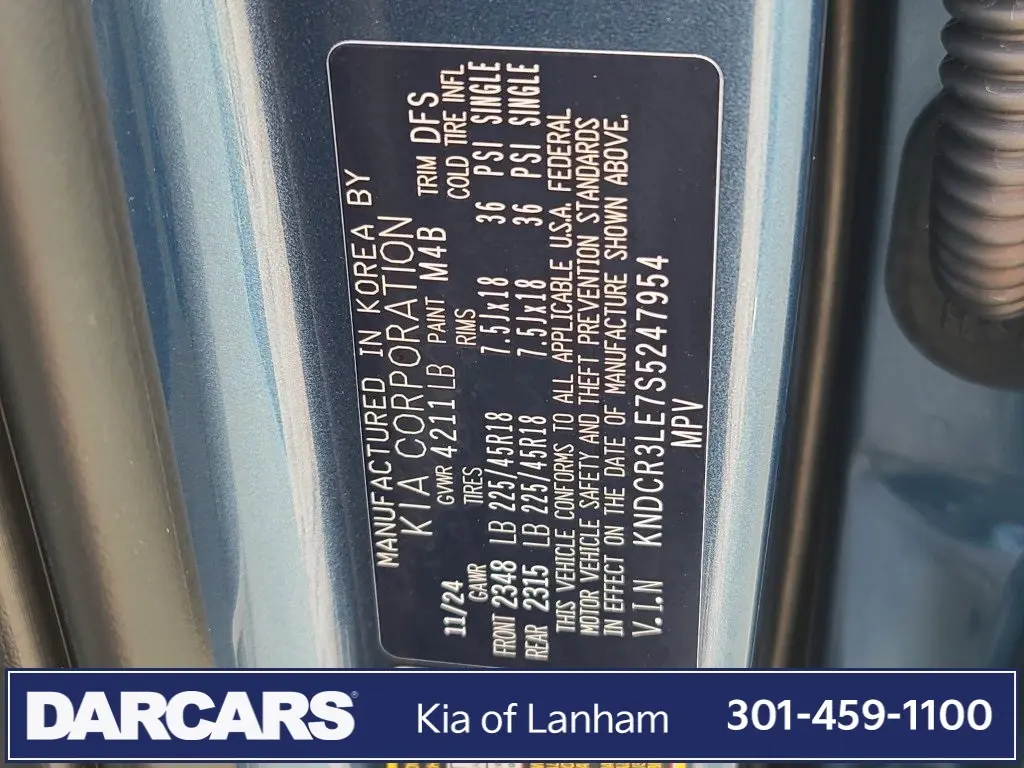 MANUFACTURED IN KOREA BY
KIA CORPORATION
11/24 GVWR 4211 LB PAINT M4B TRIM DFS
GAWR TIRES RIMS COLD TIRE INFL
FRONT 2348 LB 225/45R18 7.5Jx18 36 PSI SINGLE
REAR 2315 LB 225/45R18 7.5Jx18 36 PSI SINGLE
THIS VEHICLE CONFORMS TO ALL APPLICABLE U.S.A. FEDERAL
MOTOR VEHICLE SAFETY AND THEFT PREVENTION STANDARDS
IN EFFECT ON THE DATE OF MANUFACTURE SHOWN ABOVE.
V.I.N KNDCR3LE7S5247954
MPV
DARCARS® Kia of Lanham 301-459-1100